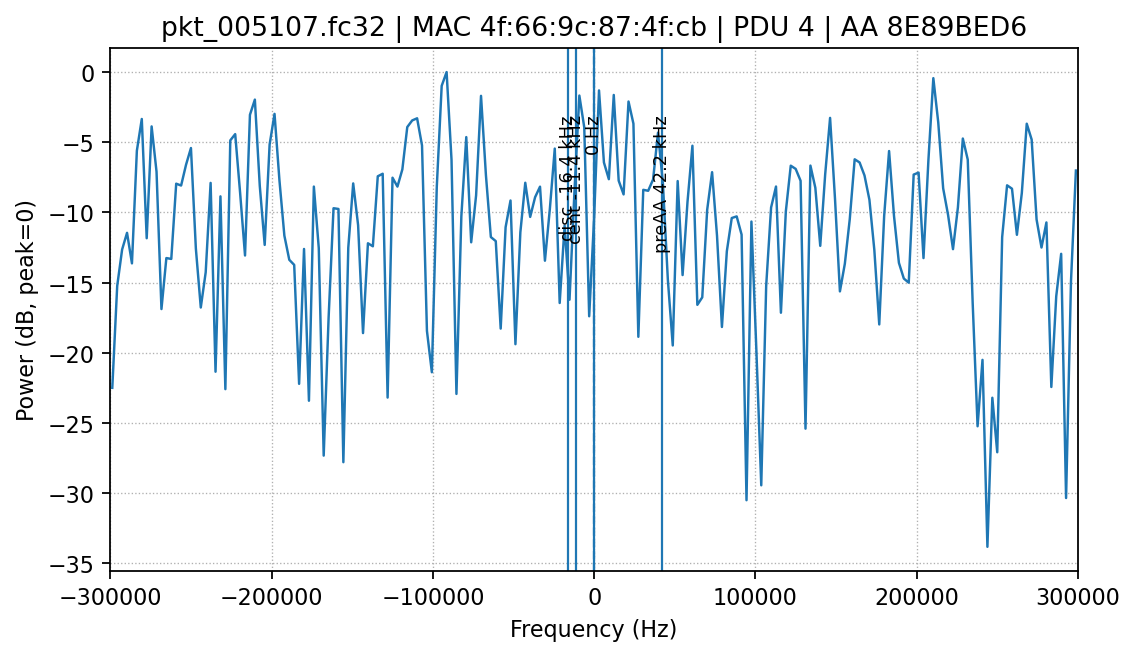 pkt_005107.fc32 | MAC 4f:66:9c:87:4f:cb | PDU 4 | AA 8E89BED6
Power (dB, peak=0)
0
−5
−10
−15
−20
−25
−30
−35
disc -16.4 kHz
cent -11.4 kHz
0 Hz
preAA 42.2 kHz
−300000
−200000
−100000
0
100000
200000
300000
Frequency (Hz)